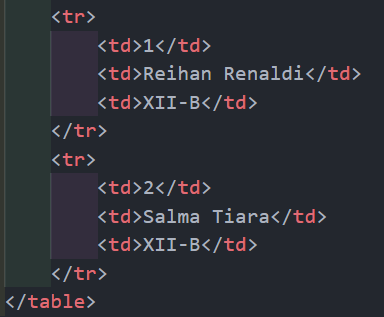 <tr>
<td>1</td>
<td>Reihan Renaldi</td>
<td>XII-B</td>
</tr>
<tr>
<td>2</td>
<td>Salma Tiara</td>
<td>XII-B</td>
</tr>
</table>